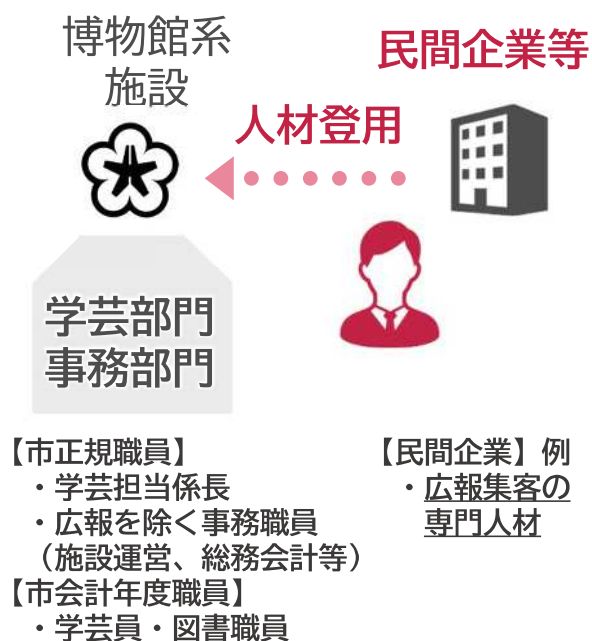 博物館系
施設
民間企業等
人材登用
学芸部門
事務部門
【市正規職員】
・学芸担当係長
・広報を除く事務職員
（施設運営、総務会計等）
【市会計年度職員】
・学芸員・図書職員
【民間企業】例
・広報集客の
専門人材